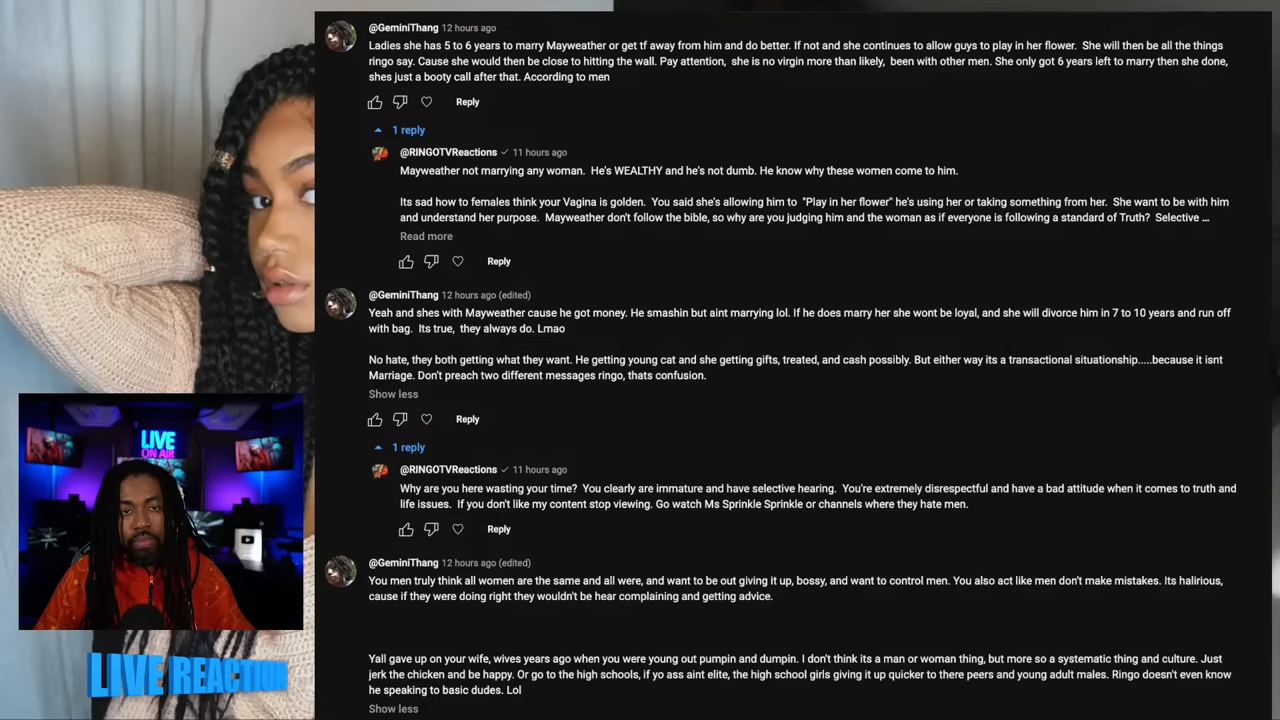 @GeminiThang 12 hours ago
Ladies she has 5 to 6 years to marry Mayweather or get tf away from him and do better. If not and she continues to allow guys to play in her flower. She will then be all the things
ringo say. Cause she would then be close to hitting the wall. Pay attention, she is no virgin more than likely, been with other men. She only got 6 years left to marry then she done,
shes just a booty call after that. According to men
Reply
1 reply
@RINGOTVReactions 11 hours ago
Mayweather not marrying any woman. He's WEALTHY and he's not dumb. He know why these women come to him.
Its sad how to females think your Vagina is golden. You said she's allowing him to "Play in her flower" he's using her or taking something from her. She want to be with him
and understand her purpose. Mayweather don't follow the bible, so why are you judging him and the woman as if everyone is following a standard of Truth? Selective ...
Read more
Reply
@GeminiThang 12 hours ago (edited)
Yeah and shes with Mayweather cause he got money. He smashin but aint marrying lol. If he does marry her she wont be loyal, and she will divorce him in 7 to 10 years and run off
with bag. Its true, they always do. Lmao
No hate, they both getting what they want. He getting young cat and she getting gifts, treated, and cash possibly. But either way its a transactional situationship.....because it isnt
Marriage. Don't preach two different messages ringo, thats confusion.
Show less
Reply
1 reply
@RINGOTVReactions 11 hours ago
Why are you here wasting your time? You clearly are immature and have selective hearing. You're extremely disrespectful and have a bad attitude when it comes to truth and
life issues. If you don't like my content stop viewing. Go watch Ms Sprinkle Sprinkle or channels where they hate men.
Reply
@GeminiThang 12 hours ago (edited)
You men truly think all women are the same and all were, and want to be out giving it up, bossy, and want to control men. You also act like men don't make mistakes. Its halirious,
cause if they were doing right they wouldn't be hear complaining and getting advice.
Yall gave up on your wife, wives years ago when you were young out pumpin and dumpin. I don't think its a man or woman thing, but more so a systematic thing and culture. Just
jerk the chicken and be happy. Or go to the high schools, if yo ass aint elite, the high school girls giving it up quicker to there peers and young adult males. Ringo doesn't even know
he speaking to basic dudes. Lol
Show less
LIVE
ON AIR
LIVE REACTION